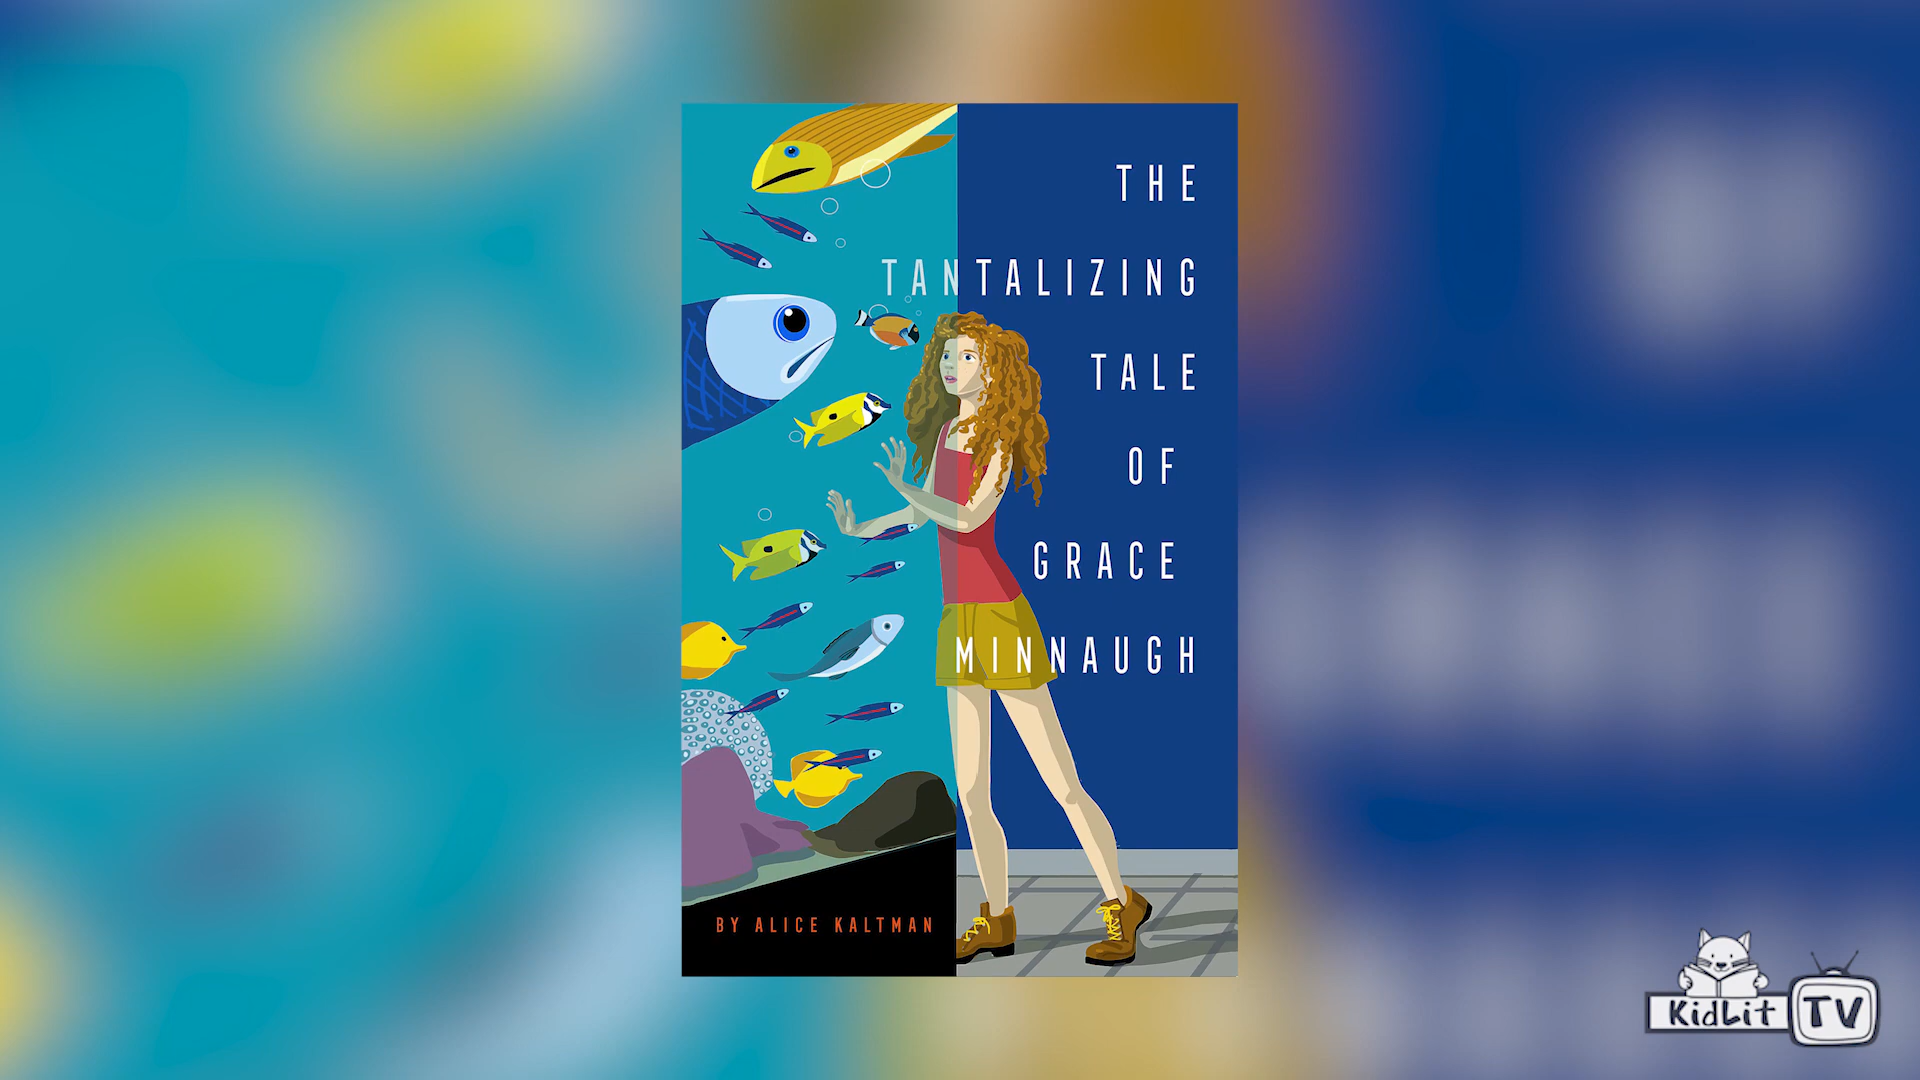 THE
TANTALIZING
TALE
OF
GRACE
MINNAUGH
BY ALICE KALTMAN
KidLit TV